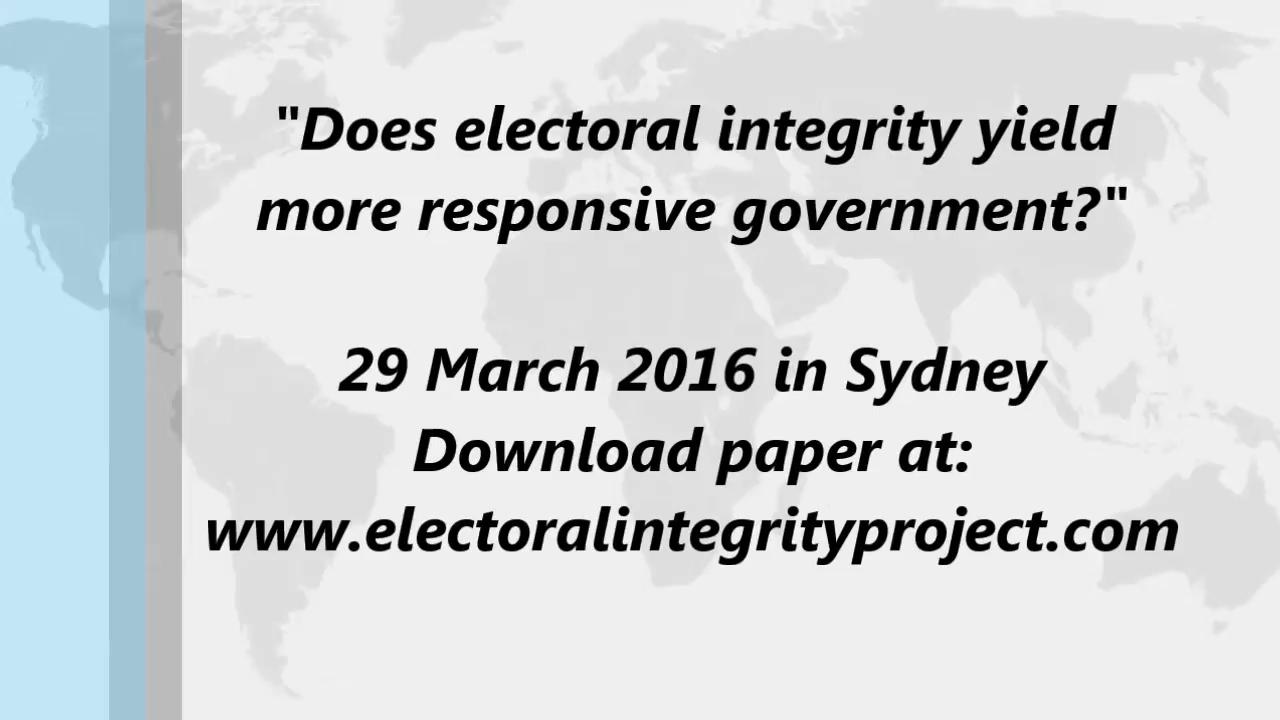 "Does electoral integrity yield
more responsive government?"
29 March 2016 in Sydney
Download paper at:
www.electoralintegrityproject.com